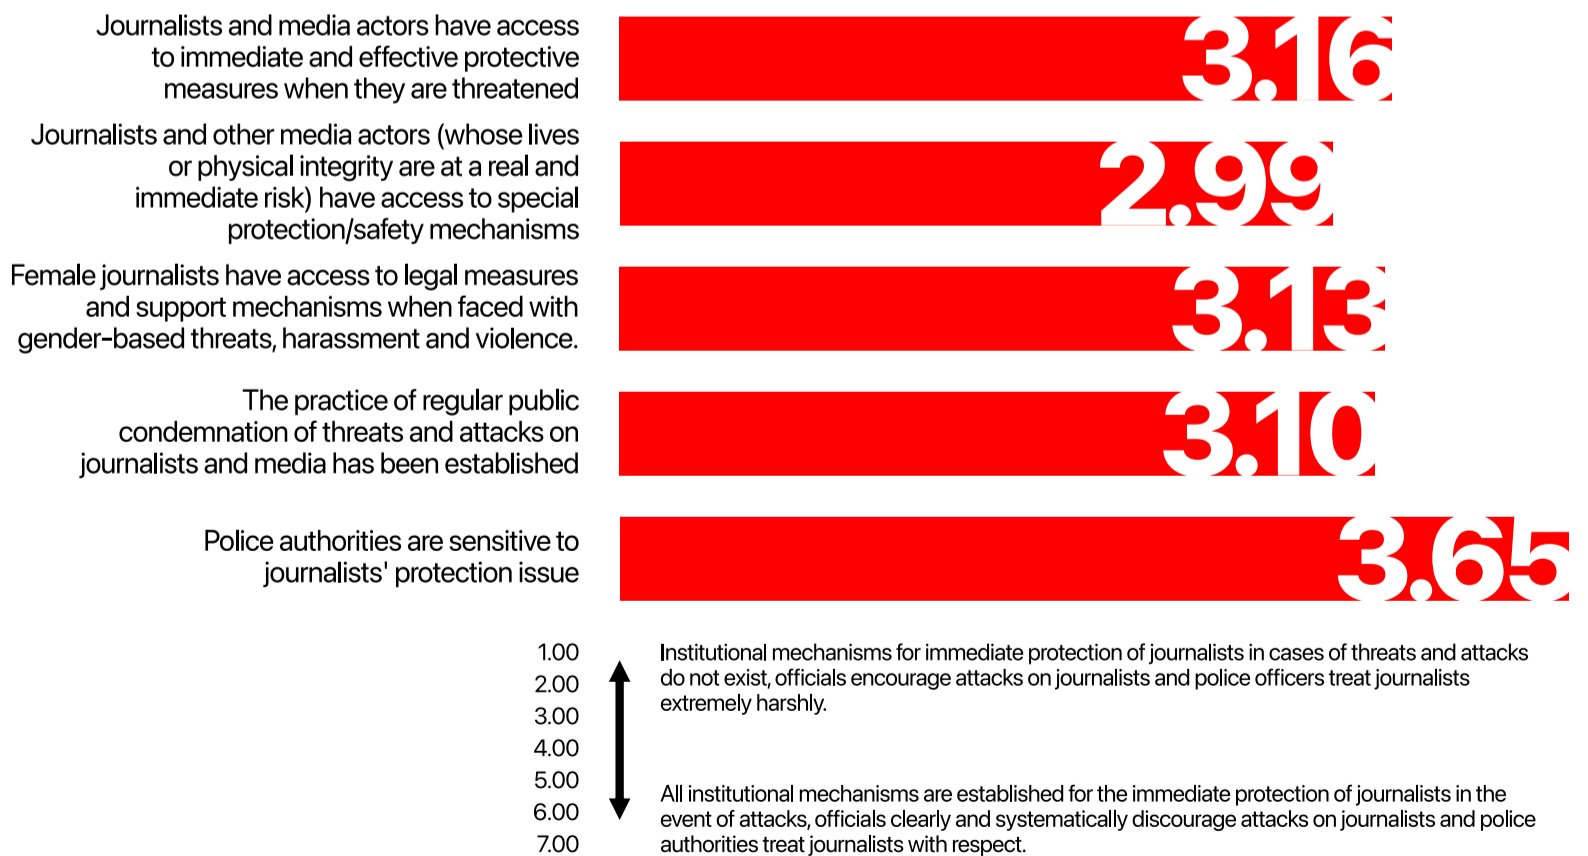 Journalists and media actors have access
to immediate and effective protective
measures when they are threatened
3.16
Journalists and other media actors (whose lives
or physical integrity are at a real and
immediate risk) have access to special
protection/safety mechanisms
2.99
Female journalists have access to legal measures
and support mechanisms when faced with
gender-based threats, harassment and violence.
3.13
The practice of regular public
condemnation of threats and attacks on
journalists and media has been established
3.10
Police authorities are sensitive to
journalists' protection issue
3.65
1.00
2.00
3.00
4.00
5.00
6.00
7.00
Institutional mechanisms for immediate protection of journalists in cases of threats and attacks
do not exist, officials encourage attacks on journalists and police officers treat journalists
extremely harshly.
All institutional mechanisms are established for the immediate protection of journalists in the
event of attacks, officials clearly and systematically discourage attacks on journalists and police
authorities treat journalists with respect.